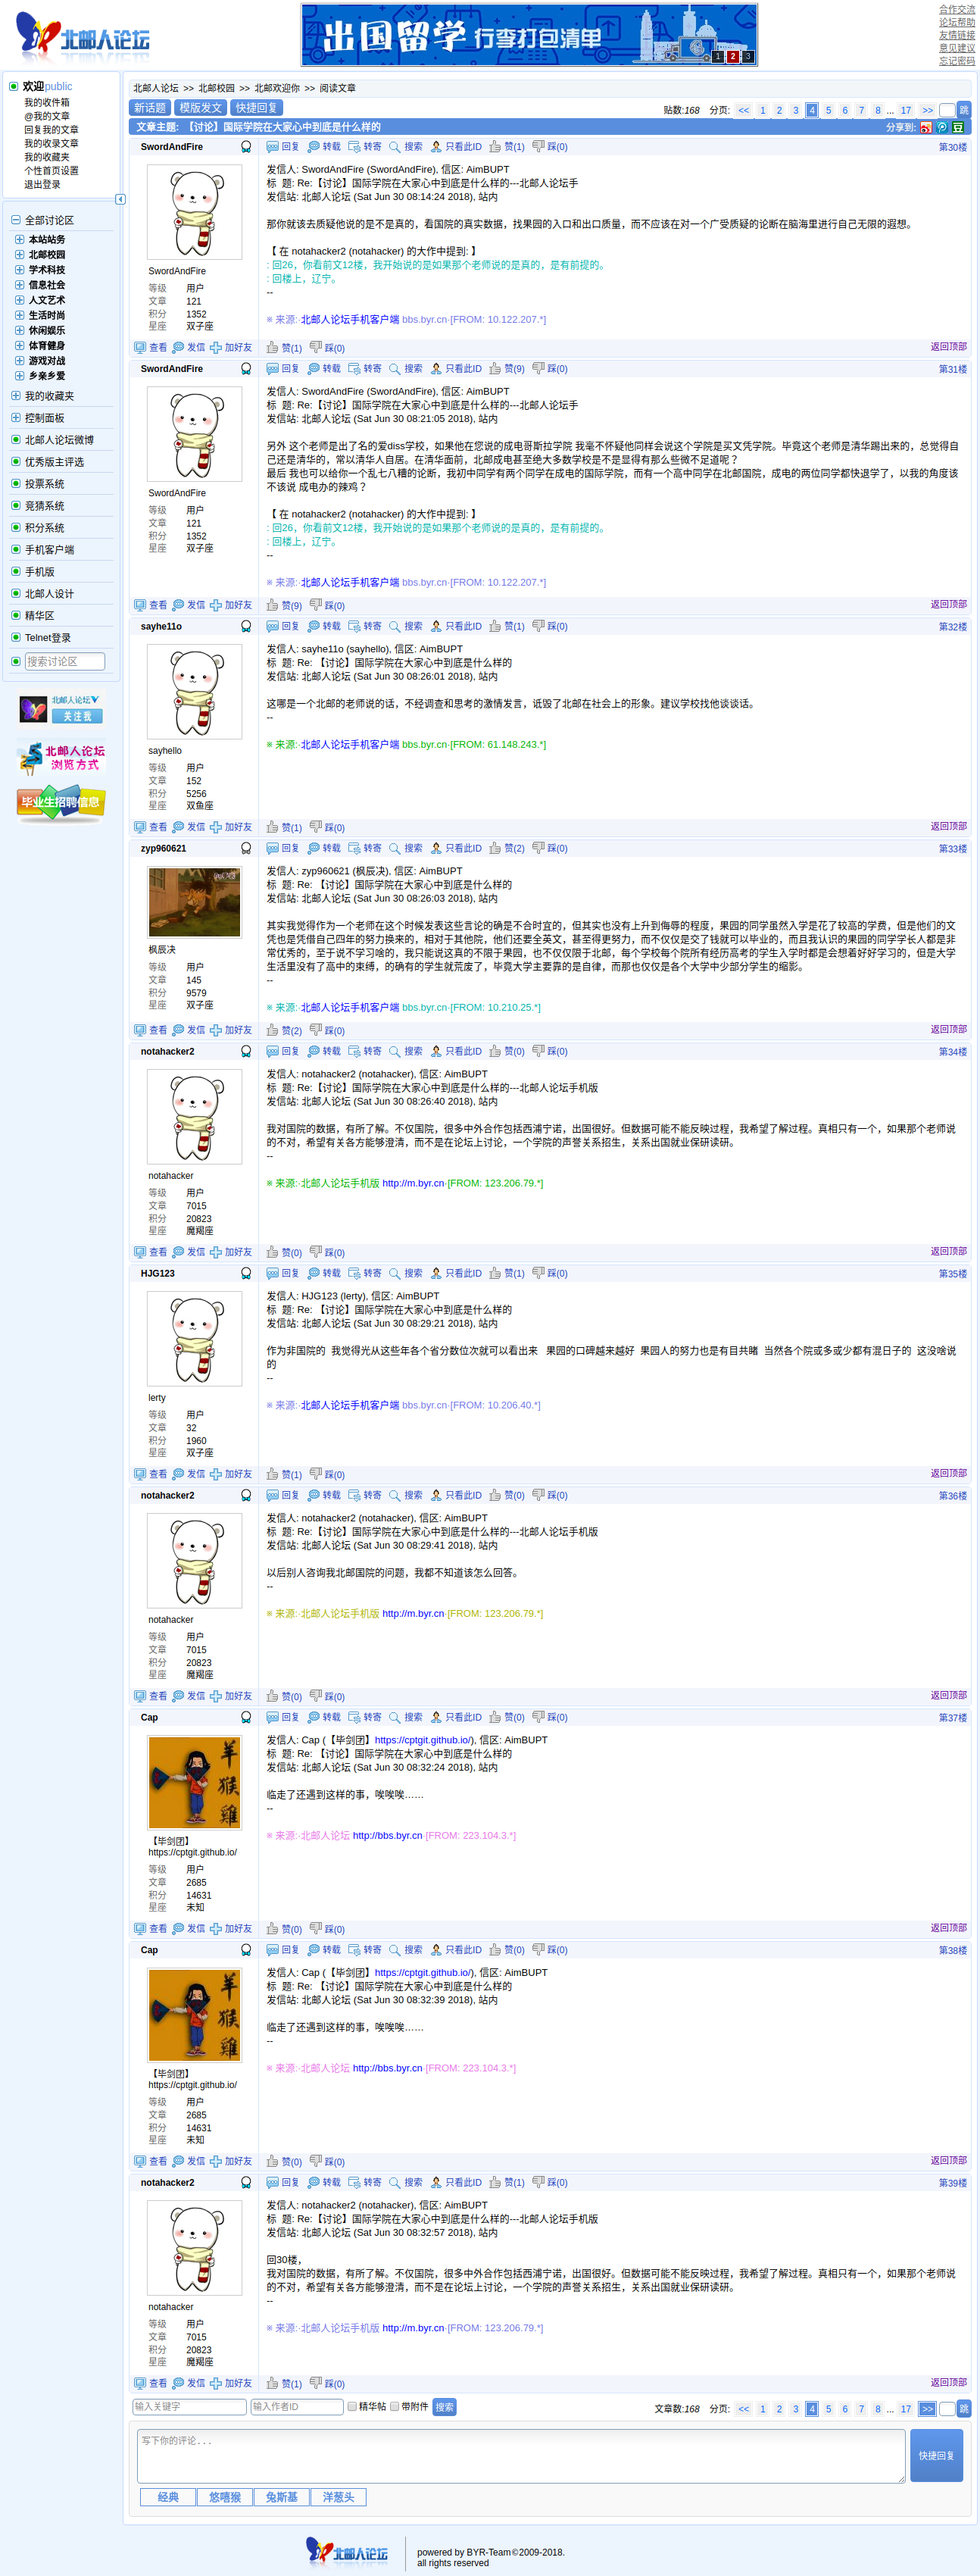 北邮人论坛
出国留学 行李打包清单
1 2 3
合作交流
论坛帮助
友情链接
意见建议
忘记密码
欢迎public
我的收件箱
@我的文章
回复我的文章
我的收录文章
我的收藏夹
个性首页设置
退出登录
全部讨论区
本站站务
北邮校园
学术科技
信息社会
人文艺术
生活时尚
休闲娱乐
体育健身
游戏对战
乡亲乡爱
我的收藏夹
控制面板
北邮人论坛微博
优秀版主评选
投票系统
竞猜系统
积分系统
手机客户端
手机版
北邮人设计
精华区
Telnet登录
搜索讨论区
北邮人论坛
关注我
北邮人论坛
浏览方式
毕业生招聘信息
北邮人论坛 >> 北邮校园 >> 北邮欢迎你 >> 阅读文章
新话题 模版发文 快捷回复
贴数:168 分页: << 1 2 3 4 5 6 7 8 ... 17 >> 跳
文章主题: 【讨论】国际学院在大家心中到底是什么样的
分享到:
SwordAndFire 回复 转载 转寄 搜索 只看此ID 赞(1) 踩(0) 第30楼
SwordAndFire
等级 用户
文章 121
积分 1352
星座 双子座
发信人: SwordAndFire (SwordAndFire), 信区: AimBUPT
标 题: Re:【讨论】国际学院在大家心中到底是什么样的---北邮人论坛手
发信站: 北邮人论坛 (Sat Jun 30 08:14:24 2018), 站内
那你就该去质疑他说的是不是真的，看国院的真实数据，找果园的入口和出口质量，而不应该在对一个广受质疑的论断在脑海里进行自己无限的遐想。
【 在 notahacker2 (notahacker) 的大作中提到: 】
: 回26，你看前文12楼，我开始说的是如果那个老师说的是真的，是有前提的。
: 回楼上，辽宁。
--
※ 来源:·北邮人论坛手机客户端 bbs.byr.cn·[FROM: 10.122.207.*]
查看 发信 加好友 赞(1) 踩(0) 返回顶部
SwordAndFire 回复 转载 转寄 搜索 只看此ID 赞(9) 踩(0) 第31楼
SwordAndFire
等级 用户
文章 121
积分 1352
星座 双子座
发信人: SwordAndFire (SwordAndFire), 信区: AimBUPT
标 题: Re:【讨论】国际学院在大家心中到底是什么样的---北邮人论坛手
发信站: 北邮人论坛 (Sat Jun 30 08:21:05 2018), 站内
另外 这个老师是出了名的爱diss学校，如果他在您说的成电哥斯拉学院 我毫不怀疑他同样会说这个学院是买文凭学院。毕竟这个老师是清华踢出来的，总觉得自
己还是清华的，常以清华人自居。在清华面前，北邮成电甚至绝大多数学校是不是显得有那么些微不足道呢？
最后 我也可以给你一个乱七八糟的论断，我初中同学有两个同学在成电的国际学院，而有一个高中同学在北邮国院，成电的两位同学都快退学了，以我的角度该
不该说 成电办的辣鸡？
【 在 notahacker2 (notahacker) 的大作中提到: 】
: 回26，你看前文12楼，我开始说的是如果那个老师说的是真的，是有前提的。
: 回楼上，辽宁。
--
※ 来源:·北邮人论坛手机客户端 bbs.byr.cn·[FROM: 10.122.207.*]
查看 发信 加好友 赞(9) 踩(0) 返回顶部
sayhe11o 回复 转载 转寄 搜索 只看此ID 赞(1) 踩(0) 第32楼
sayhello
等级 用户
文章 152
积分 5256
星座 双鱼座
发信人: sayhe11o (sayhello), 信区: AimBUPT
标 题: Re: 【讨论】国际学院在大家心中到底是什么样的
发信站: 北邮人论坛 (Sat Jun 30 08:26:01 2018), 站内
这哪是一个北邮的老师说的话，不经调查和思考的激情发言，诋毁了北邮在社会上的形象。建议学校找他谈谈话。
--
※ 来源:·北邮人论坛手机客户端 bbs.byr.cn·[FROM: 61.148.243.*]
查看 发信 加好友 赞(1) 踩(0) 返回顶部
zyp960621 回复 转载 转寄 搜索 只看此ID 赞(2) 踩(0) 第33楼
枫辰决
等级 用户
文章 145
积分 9579
星座 双子座
发信人: zyp960621 (枫辰决), 信区: AimBUPT
标 题: Re: 【讨论】国际学院在大家心中到底是什么样的
发信站: 北邮人论坛 (Sat Jun 30 08:26:03 2018), 站内
其实我觉得作为一个老师在这个时候发表这些言论的确是不合时宜的，但其实也没有上升到侮辱的程度，果园的同学虽然入学是花了较高的学费，但是他们的文
凭也是凭借自己四年的努力换来的，相对于其他院，他们还要全英文，甚至得更努力，而不仅仅是交了钱就可以毕业的，而且我认识的果园的同学学长人都是非
常优秀的，至于说不学习啥的，我只能说这真的不限于果园，也不仅仅限于北邮，每个学校每个院所有经历高考的学生入学时都是会想着好好学习的，但是大学
生活里没有了高中的束缚，的确有的学生就荒废了，毕竟大学主要靠的是自律，而那也仅仅是各个大学中少部分学生的缩影。
--
※ 来源:·北邮人论坛手机客户端 bbs.byr.cn·[FROM: 10.210.25.*]
查看 发信 加好友 赞(2) 踩(0) 返回顶部
notahacker2 回复 转载 转寄 搜索 只看此ID 赞(0) 踩(0) 第34楼
notahacker
等级 用户
文章 7015
积分 20823
星座 魔羯座
发信人: notahacker2 (notahacker), 信区: AimBUPT
标 题: Re:【讨论】国际学院在大家心中到底是什么样的---北邮人论坛手机版
发信站: 北邮人论坛 (Sat Jun 30 08:26:40 2018), 站内
我对国院的数据，有所了解。不仅国院，很多中外合作包括西浦宁诺，出国很好。但数据可能不能反映过程，我希望了解过程。真相只有一个，如果那个老师说
的不对，希望有关各方能够澄清，而不是在论坛上讨论，一个学院的声誉关系招生，关系出国就业保研读研。
--
※ 来源:·北邮人论坛手机版 http://m.byr.cn·[FROM: 123.206.79.*]
查看 发信 加好友 赞(0) 踩(0) 返回顶部
HJG123 回复 转载 转寄 搜索 只看此ID 赞(1) 踩(0) 第35楼
lerty
等级 用户
文章 32
积分 1960
星座 双子座
发信人: HJG123 (lerty), 信区: AimBUPT
标 题: Re: 【讨论】国际学院在大家心中到底是什么样的
发信站: 北邮人论坛 (Sat Jun 30 08:29:21 2018), 站内
作为非国院的 我觉得光从这些年各个省分数位次就可以看出来 果园的口碑越来越好 果园人的努力也是有目共睹 当然各个院或多或少都有混日子的 这没啥说
的
--
※ 来源:·北邮人论坛手机客户端 bbs.byr.cn·[FROM: 10.206.40.*]
查看 发信 加好友 赞(1) 踩(0) 返回顶部
notahacker2 回复 转载 转寄 搜索 只看此ID 赞(0) 踩(0) 第36楼
notahacker
等级 用户
文章 7015
积分 20823
星座 魔羯座
发信人: notahacker2 (notahacker), 信区: AimBUPT
标 题: Re:【讨论】国际学院在大家心中到底是什么样的---北邮人论坛手机版
发信站: 北邮人论坛 (Sat Jun 30 08:29:41 2018), 站内
以后别人咨询我北邮国院的问题，我都不知道该怎么回答。
--
※ 来源:·北邮人论坛手机版 http://m.byr.cn·[FROM: 123.206.79.*]
查看 发信 加好友 赞(0) 踩(0) 返回顶部
Cap 回复 转载 转寄 搜索 只看此ID 赞(0) 踩(0) 第37楼
羊猴雞
【毕剑团】
https://cptgit.github.io/
等级 用户
文章 2685
积分 14631
星座 未知
发信人: Cap (【毕剑团】https://cptgit.github.io/), 信区: AimBUPT
标 题: Re: 【讨论】国际学院在大家心中到底是什么样的
发信站: 北邮人论坛 (Sat Jun 30 08:32:24 2018), 站内
临走了还遇到这样的事，唉唉唉……
--
※ 来源:·北邮人论坛 http://bbs.byr.cn·[FROM: 223.104.3.*]
查看 发信 加好友 赞(0) 踩(0) 返回顶部
Cap 回复 转载 转寄 搜索 只看此ID 赞(0) 踩(0) 第38楼
羊猴雞
【毕剑团】
https://cptgit.github.io/
等级 用户
文章 2685
积分 14631
星座 未知
发信人: Cap (【毕剑团】https://cptgit.github.io/), 信区: AimBUPT
标 题: Re: 【讨论】国际学院在大家心中到底是什么样的
发信站: 北邮人论坛 (Sat Jun 30 08:32:39 2018), 站内
临走了还遇到这样的事，唉唉唉……
--
※ 来源:·北邮人论坛 http://bbs.byr.cn·[FROM: 223.104.3.*]
查看 发信 加好友 赞(0) 踩(0) 返回顶部
notahacker2 回复 转载 转寄 搜索 只看此ID 赞(1) 踩(0) 第39楼
notahacker
等级 用户
文章 7015
积分 20823
星座 魔羯座
发信人: notahacker2 (notahacker), 信区: AimBUPT
标 题: Re:【讨论】国际学院在大家心中到底是什么样的---北邮人论坛手机版
发信站: 北邮人论坛 (Sat Jun 30 08:32:57 2018), 站内
回30楼，
我对国院的数据，有所了解。不仅国院，很多中外合作包括西浦宁诺，出国很好。但数据可能不能反映过程，我希望了解过程。真相只有一个，如果那个老师说
的不对，希望有关各方能够澄清，而不是在论坛上讨论，一个学院的声誉关系招生，关系出国就业保研读研。
--
※ 来源:·北邮人论坛手机版 http://m.byr.cn·[FROM: 123.206.79.*]
查看 发信 加好友 赞(1) 踩(0) 返回顶部
输入关键字 输入作者ID 精华帖 带附件 搜索
文章数:168 分页: << 1 2 3 4 5 6 7 8 ... 17 >> 跳
写下你的评论...
快捷回复
经典 悠嘻猴 兔斯基 洋葱头
北邮人论坛
powered by BYR-Team©2009-2018.
all rights reserved